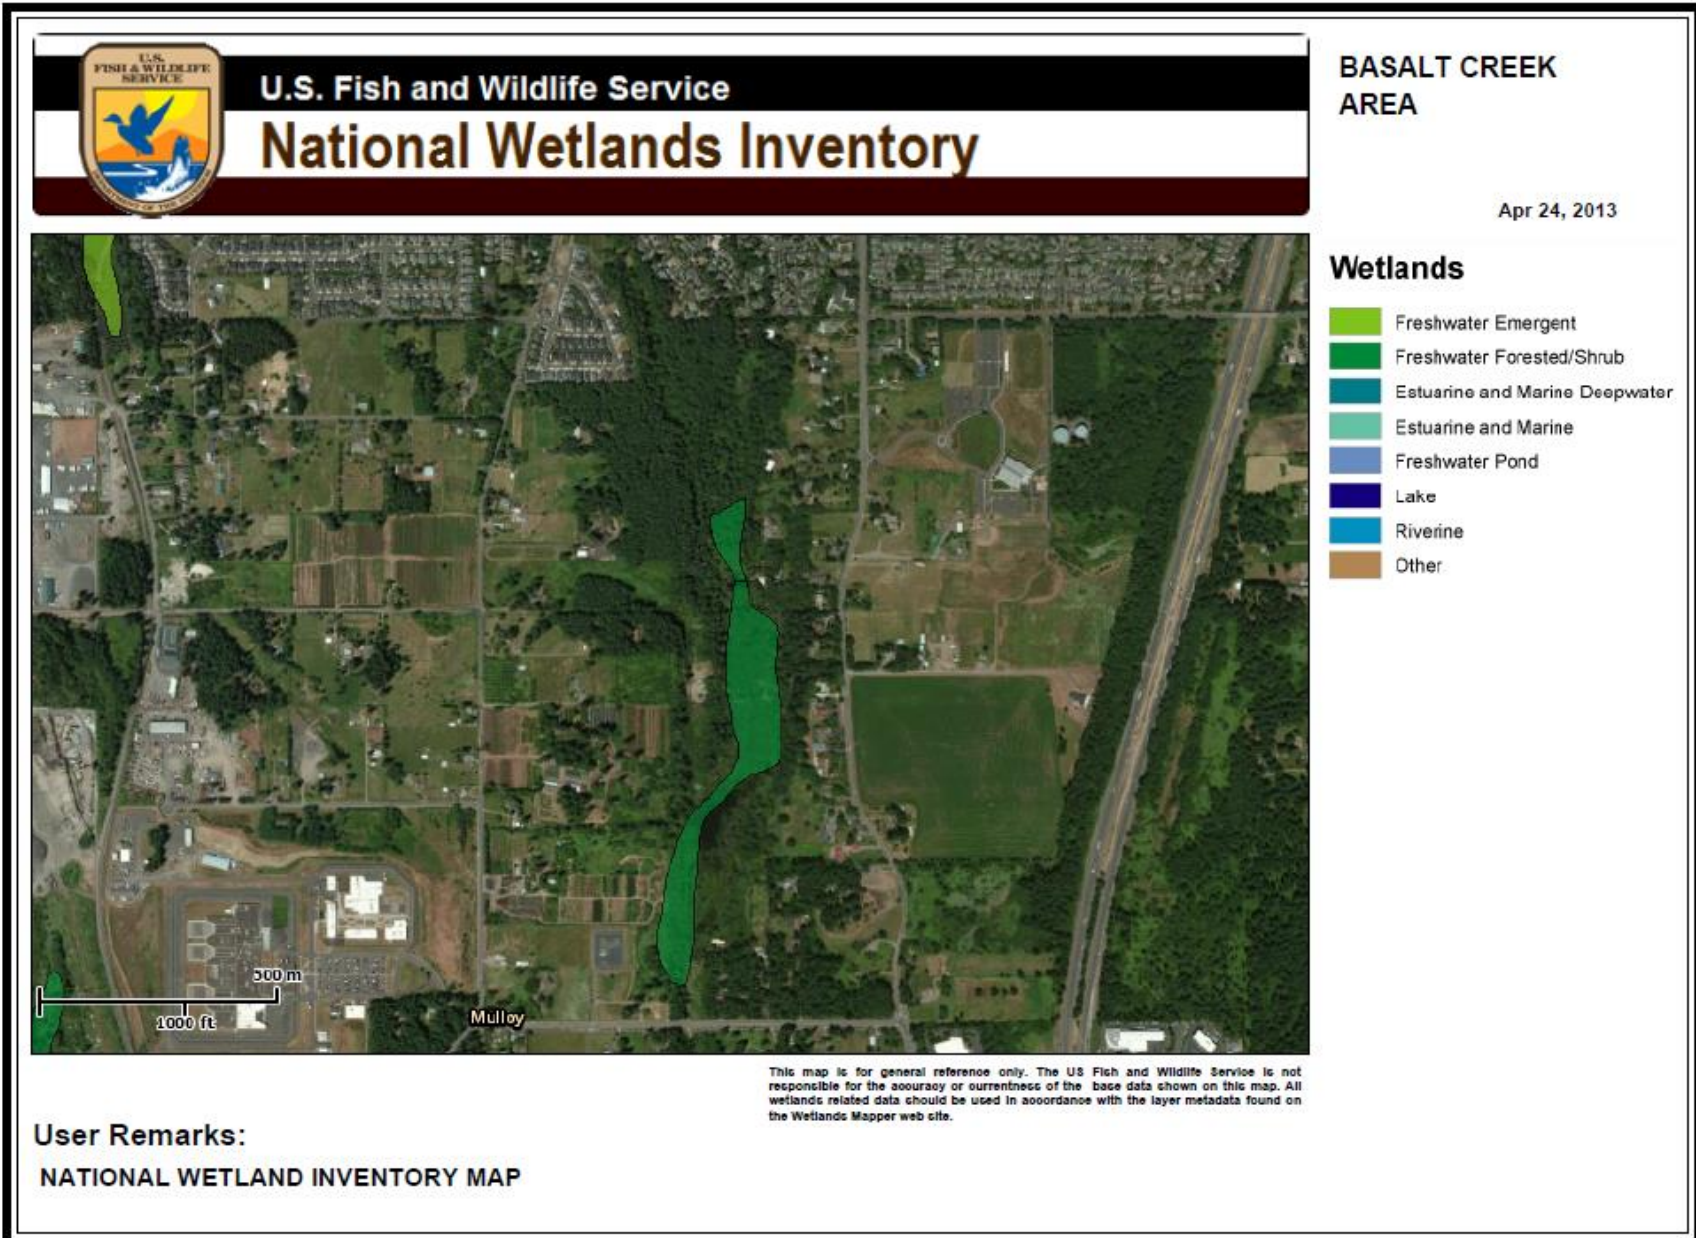 U.S.
FISH & WILDLIFE
SERVICE
DEPARTMENT OF THE INTERIOR
U.S. Fish and Wildlife Service
National Wetlands Inventory
BASALT CREEK
AREA
Apr 24, 2013
Wetlands
Freshwater Emergent
Freshwater Forested/Shrub
Estuarine and Marine Deepwater
Estuarine and Marine
Freshwater Pond
Lake
Riverine
Other
500 m
1000 ft
Mulloy
This map is for general reference only. The US Fish and Wildlife Service is not
responsible for the accuracy or currentness of the base data shown on this map. All
wetlands related data should be used in accordance with the layer metadata found on
the Wetlands Mapper web site.
User Remarks:
NATIONAL WETLAND INVENTORY MAP